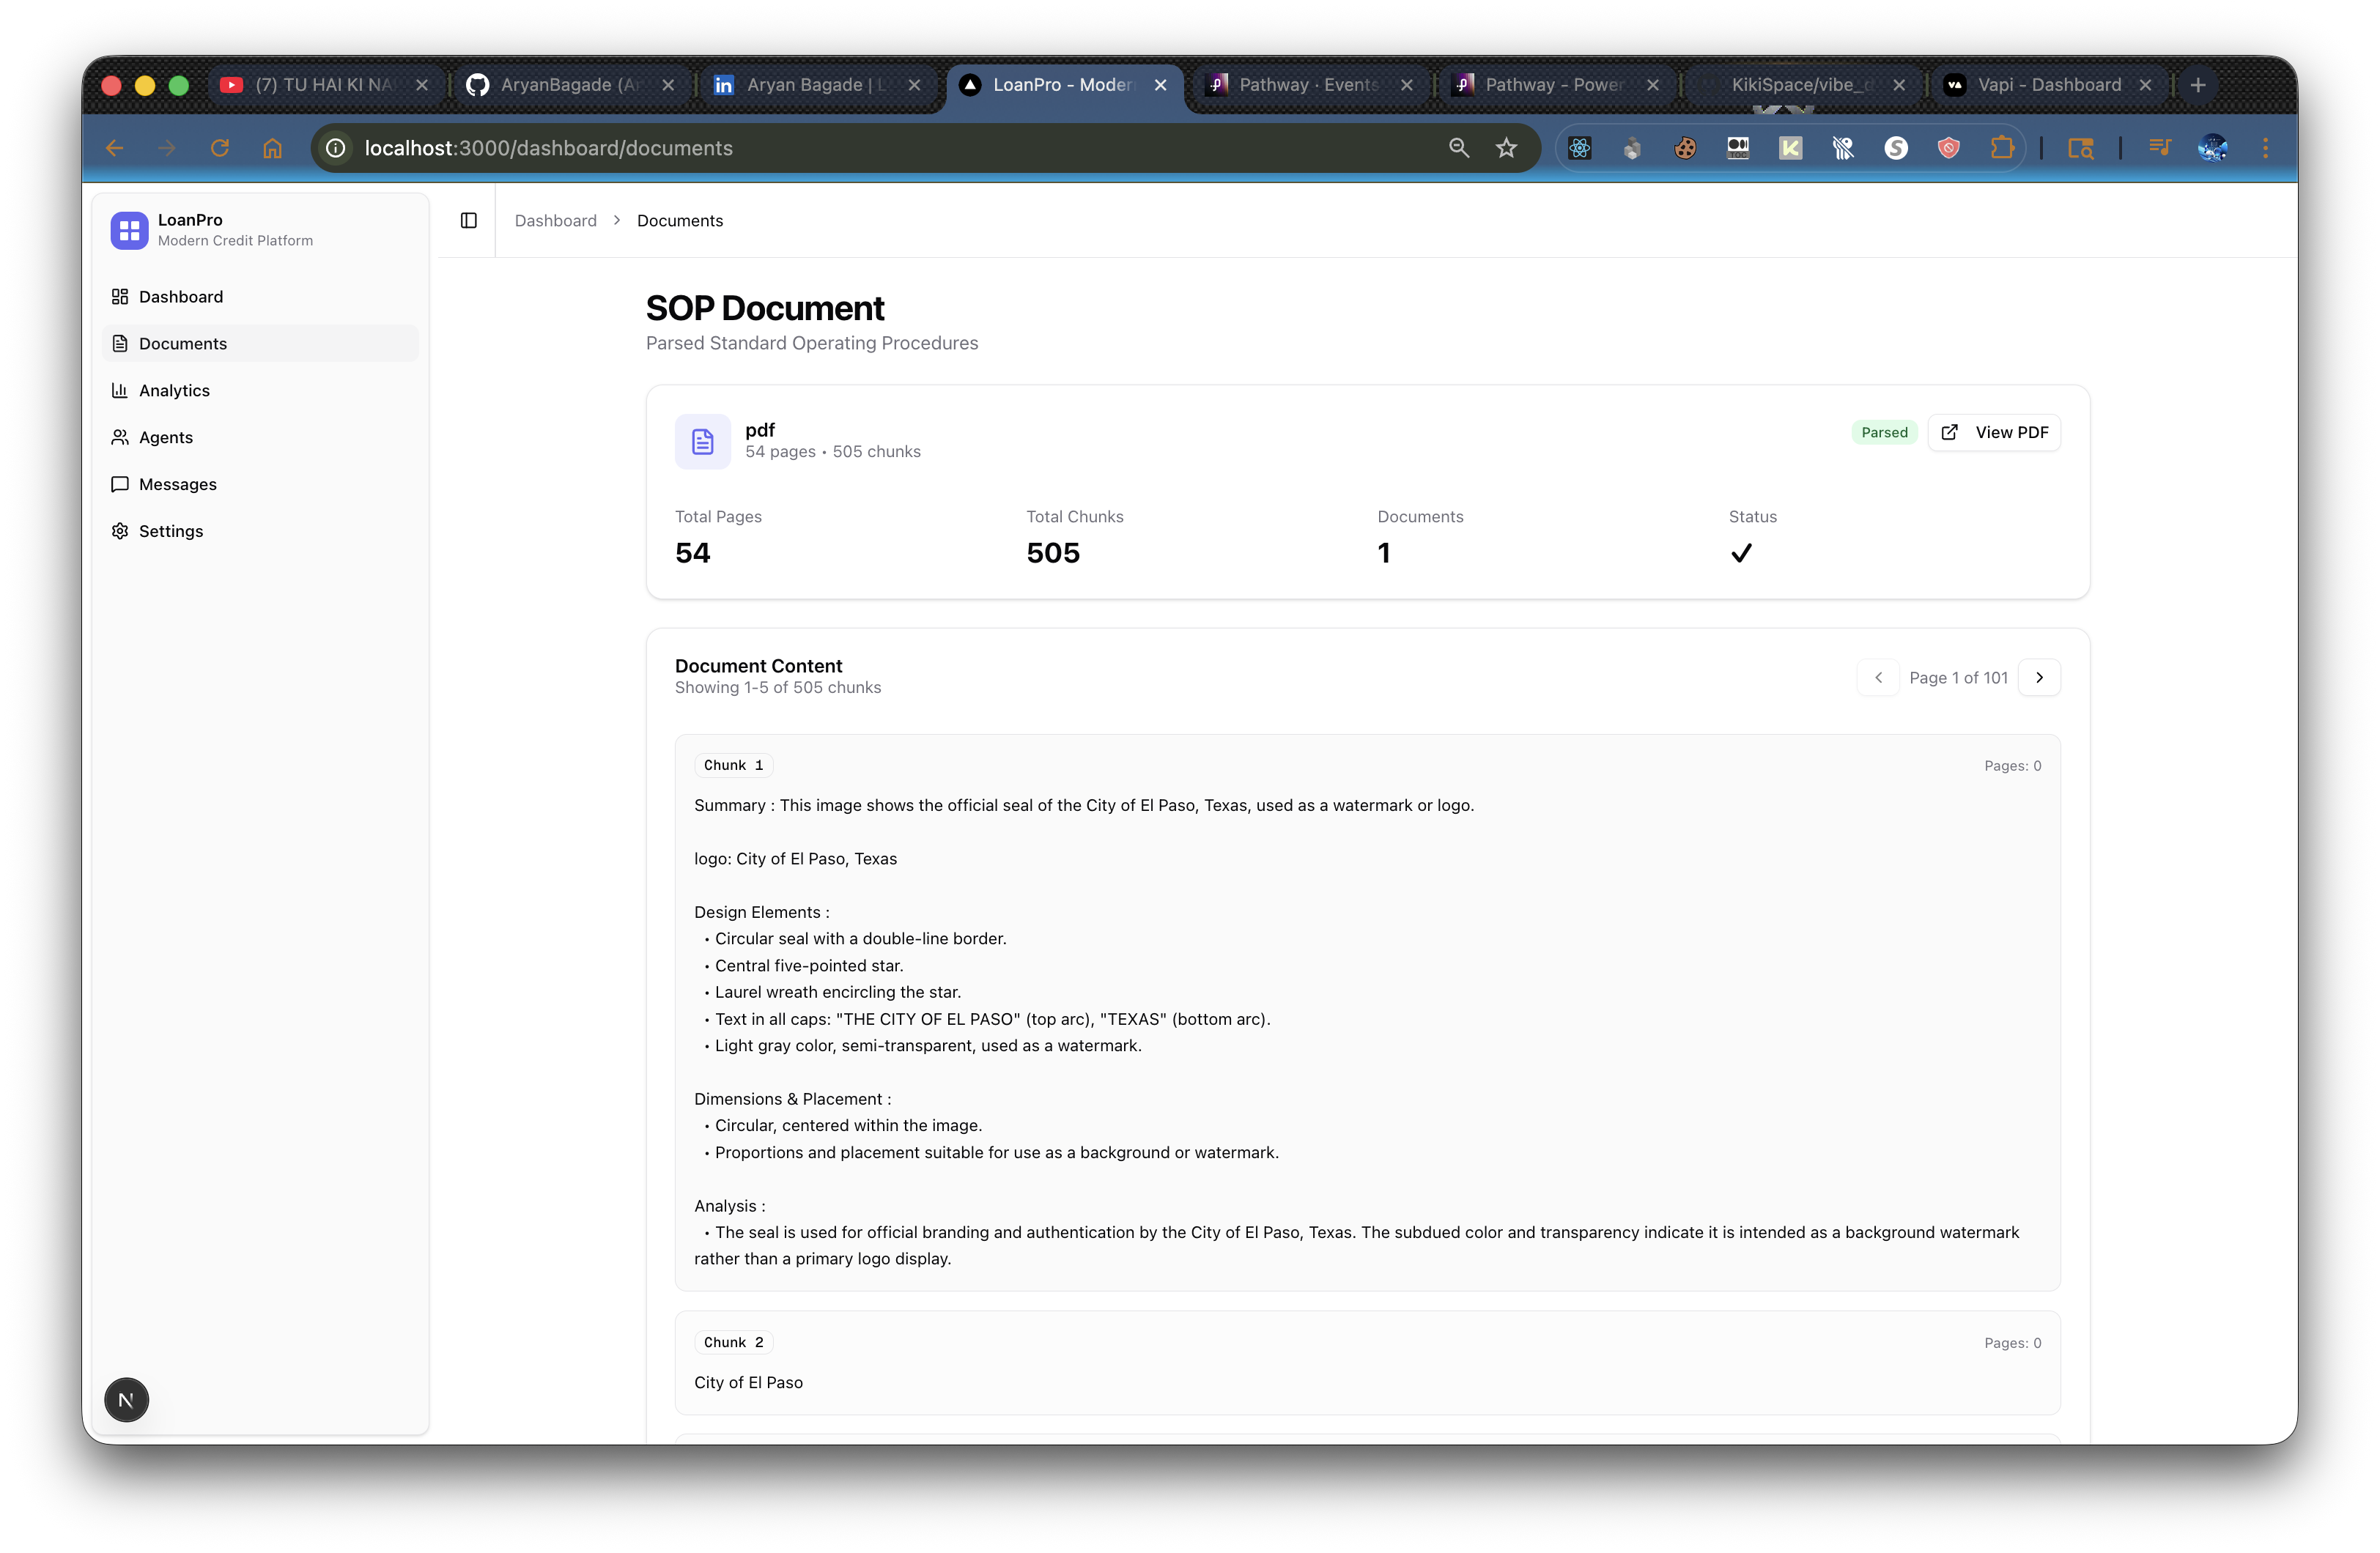 (7) TU HAI KI NA
AryanBagade (Ar
Aryan Bagade | L
LoanPro - Moder
Pathway · Events
Pathway - Power
KikiSpace/vibe_d
Vapi - Dashboard
localhost:3000/dashboard/documents
LoanPro
Modern Credit Platform
Dashboard
Documents
Analytics
Agents
Messages
Settings
N
Dashboard > Documents
SOP Document
Parsed Standard Operating Procedures
pdf
54 pages • 505 chunks
Parsed
View PDF
Total Pages
54
Total Chunks
505
Documents
1
Status
✓
Document Content
Showing 1-5 of 505 chunks
Page 1 of 101
Chunk 1
Pages: 0
Summary : This image shows the official seal of the City of El Paso, Texas, used as a watermark or logo.
logo: City of El Paso, Texas
Design Elements :
• Circular seal with a double-line border.
• Central five-pointed star.
• Laurel wreath encircling the star.
• Text in all caps: "THE CITY OF EL PASO" (top arc), "TEXAS" (bottom arc).
• Light gray color, semi-transparent, used as a watermark.
Dimensions & Placement :
• Circular, centered within the image.
• Proportions and placement suitable for use as a background or watermark.
Analysis :
• The seal is used for official branding and authentication by the City of El Paso, Texas. The subdued color and transparency indicate it is intended as a background watermark
rather than a primary logo display.
Chunk 2
Pages: 0
City of El Paso